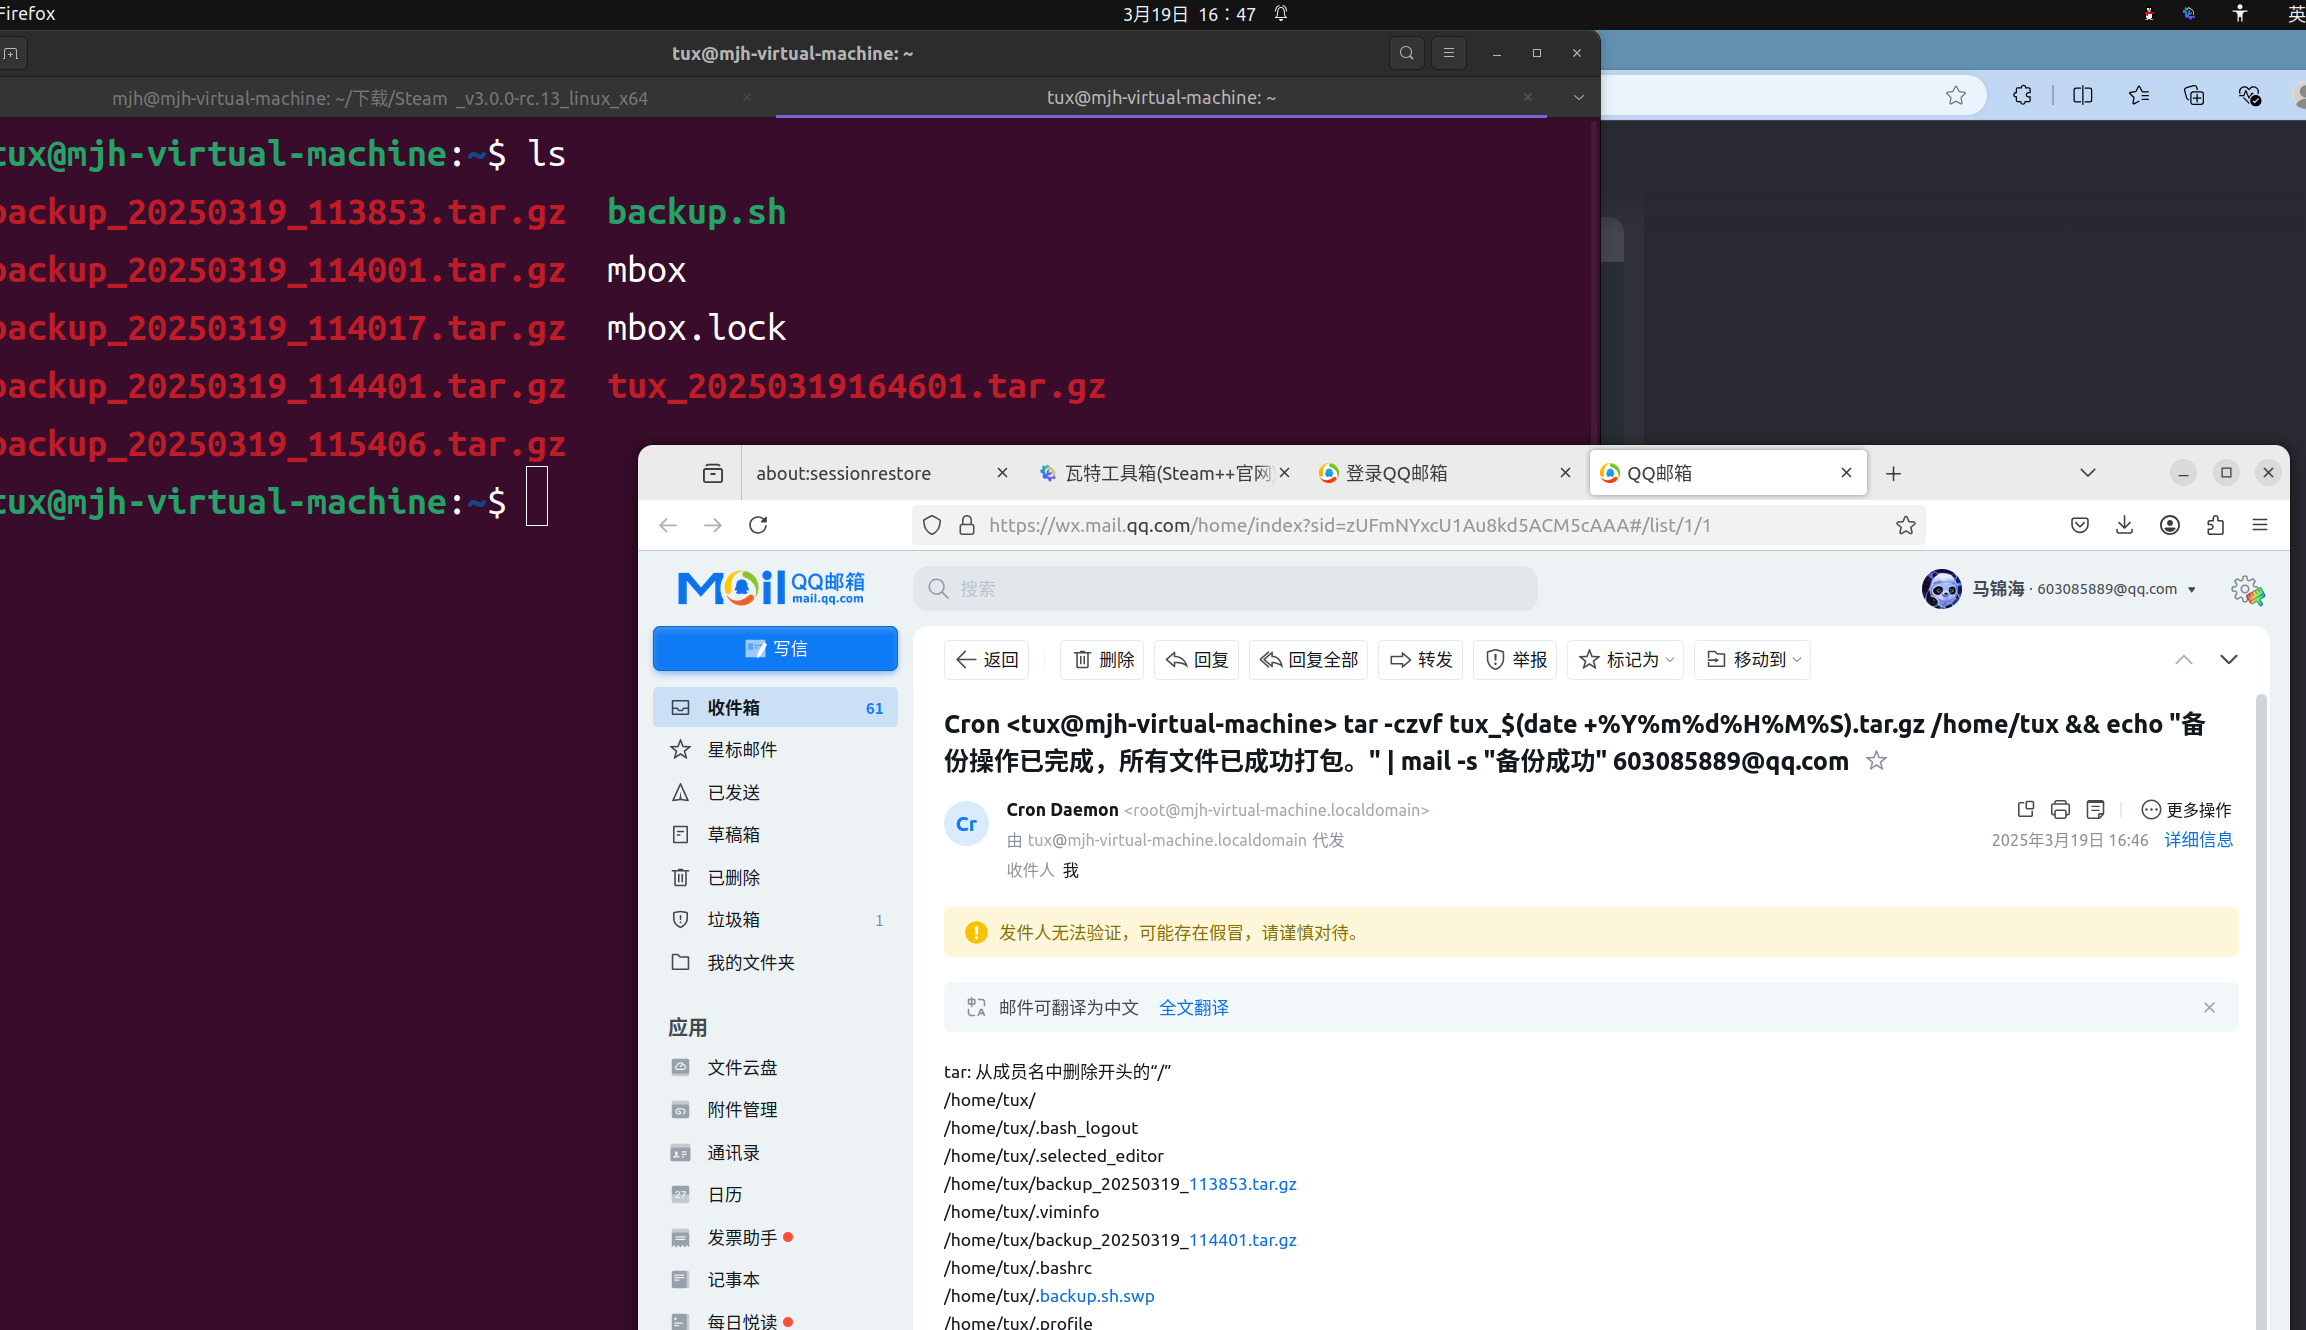 Firefox
3月19日 16：47
英
tux@mjh-virtual-machine: ~
mjh@mjh-virtual-machine: ~/下载/Steam _v3.0.0-rc.13_linux_x64
tux@mjh-virtual-machine: ~
tux@mjh-virtual-machine:~$ ls
backup_20250319_113853.tar.gz backup.sh
backup_20250319_114001.tar.gz mbox
backup_20250319_114017.tar.gz mbox.lock
backup_20250319_114401.tar.gz tux_20250319164601.tar.gz
backup_20250319_115406.tar.gz
tux@mjh-virtual-machine:~$
about:sessionrestore
瓦特工具箱(Steam++官网)
登录QQ邮箱
QQ邮箱
https://wx.mail.qq.com/home/index?sid=zUFmNYxcU1Au8kd5ACM5cAAA#/list/1/1
Mail QQ邮箱
mail.qq.com
搜索
马锦海 · 603085889@qq.com
写信
收件箱 61
星标邮件
已发送
草稿箱
已删除
垃圾箱 1
我的文件夹
应用
文件云盘
附件管理
通讯录
27 日历
发票助手
记事本
每日悦读
返回 删除 回复 回复全部 转发 举报 标记为 移动到
Cron <tux@mjh-virtual-machine> tar -czvf tux_$(date +%Y%m%d%H%M%S).tar.gz /home/tux && echo "备
份操作已完成，所有文件已成功打包。" | mail -s "备份成功" 603085889@qq.com
Cr
Cron Daemon <root@mjh-virtual-machine.localdomain>
更多操作
由 tux@mjh-virtual-machine.localdomain 代发
2025年3月19日 16:46 详细信息
收件人 我
发件人无法验证，可能存在假冒，请谨慎对待。
邮件可翻译为中文 全文翻译
tar: 从成员名中删除开头的“/”
/home/tux/
/home/tux/.bash_logout
/home/tux/.selected_editor
/home/tux/backup_20250319_113853.tar.gz
/home/tux/.viminfo
/home/tux/backup_20250319_114401.tar.gz
/home/tux/.bashrc
/home/tux/.backup.sh.swp
/home/tux/.profile